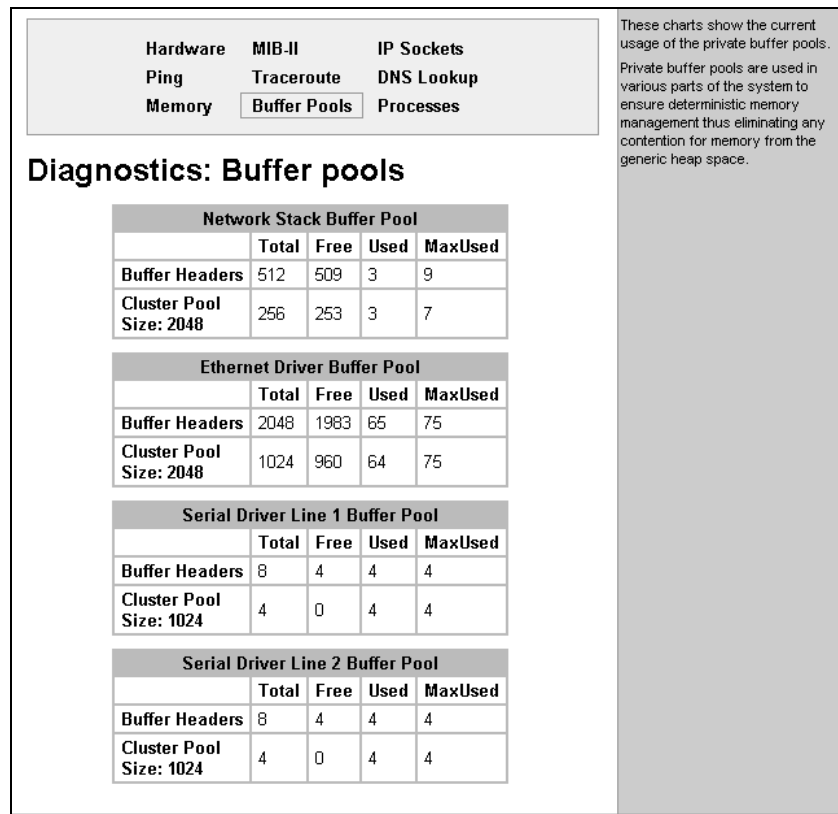 Hardware MIB-II IP Sockets
Ping Traceroute DNS Lookup
Memory Buffer Pools Processes
Diagnostics: Buffer pools
Network Stack Buffer Pool
Total Free Used MaxUsed
Buffer Headers 512 509 3 9
Cluster Pool
Size: 2048 256 253 3 7
Ethernet Driver Buffer Pool
Total Free Used MaxUsed
Buffer Headers 2048 1983 65 75
Cluster Pool
Size: 2048 1024 960 64 75
Serial Driver Line 1 Buffer Pool
Total Free Used MaxUsed
Buffer Headers 8 4 4 4
Cluster Pool
Size: 1024 4 0 4 4
Serial Driver Line 2 Buffer Pool
Total Free Used MaxUsed
Buffer Headers 8 4 4 4
Cluster Pool
Size: 1024 4 0 4 4
These charts show the current
usage of the private buffer pools.
Private buffer pools are used in
various parts of the system to
ensure deterministic memory
management thus eliminating any
contention for memory from the
generic heap space.